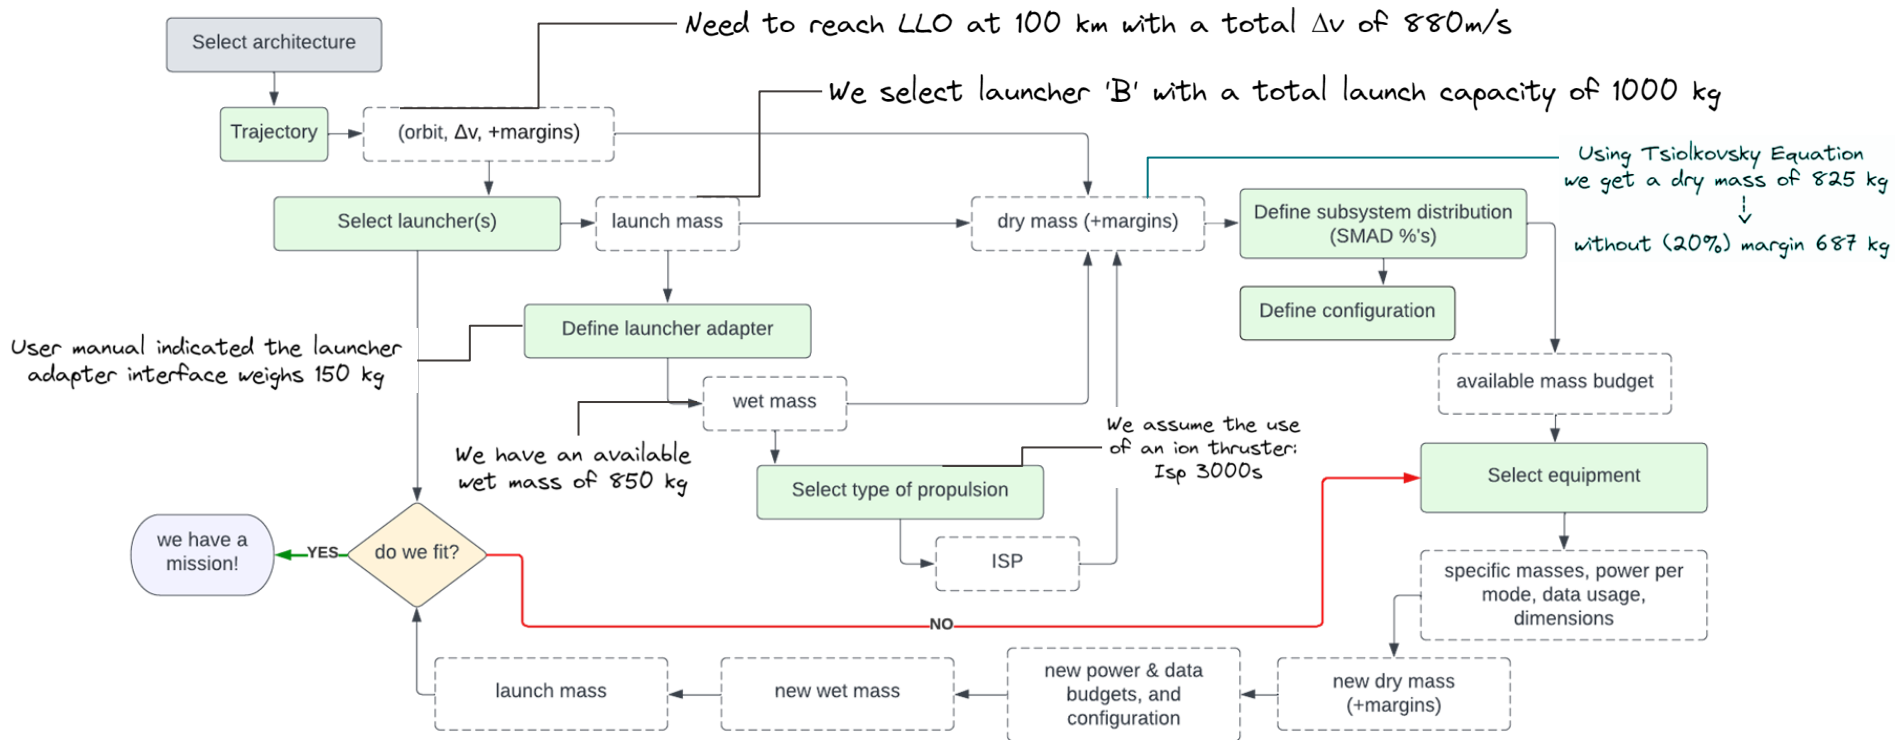 Select architecture
Need to reach LLO at 100 km with a total Δv of 880m/s
We select launcher 'B' with a total launch capacity of 1000 kg
Trajectory
(orbit, Δv, +margins)
Using Tsiolkovsky Equation
we get a dry mass of 825 kg
without (20%) margin 687 kg
Select launcher(s)
launch mass
dry mass (+margins)
Define subsystem distribution
(SMAD %'s)
Define configuration
Define launcher adapter
User manual indicated the launcher
adapter interface weighs 150 kg
available mass budget
wet mass
We have an available
wet mass of 850 kg
We assume the use
of an ion thruster:
Isp 3000s
Select type of propulsion
Select equipment
ISP
we have a
mission!
YES
do we fit?
NO
specific masses, power per
mode, data usage,
dimensions
launch mass
new wet mass
new power & data
budgets, and
configuration
new dry mass
(+margins)